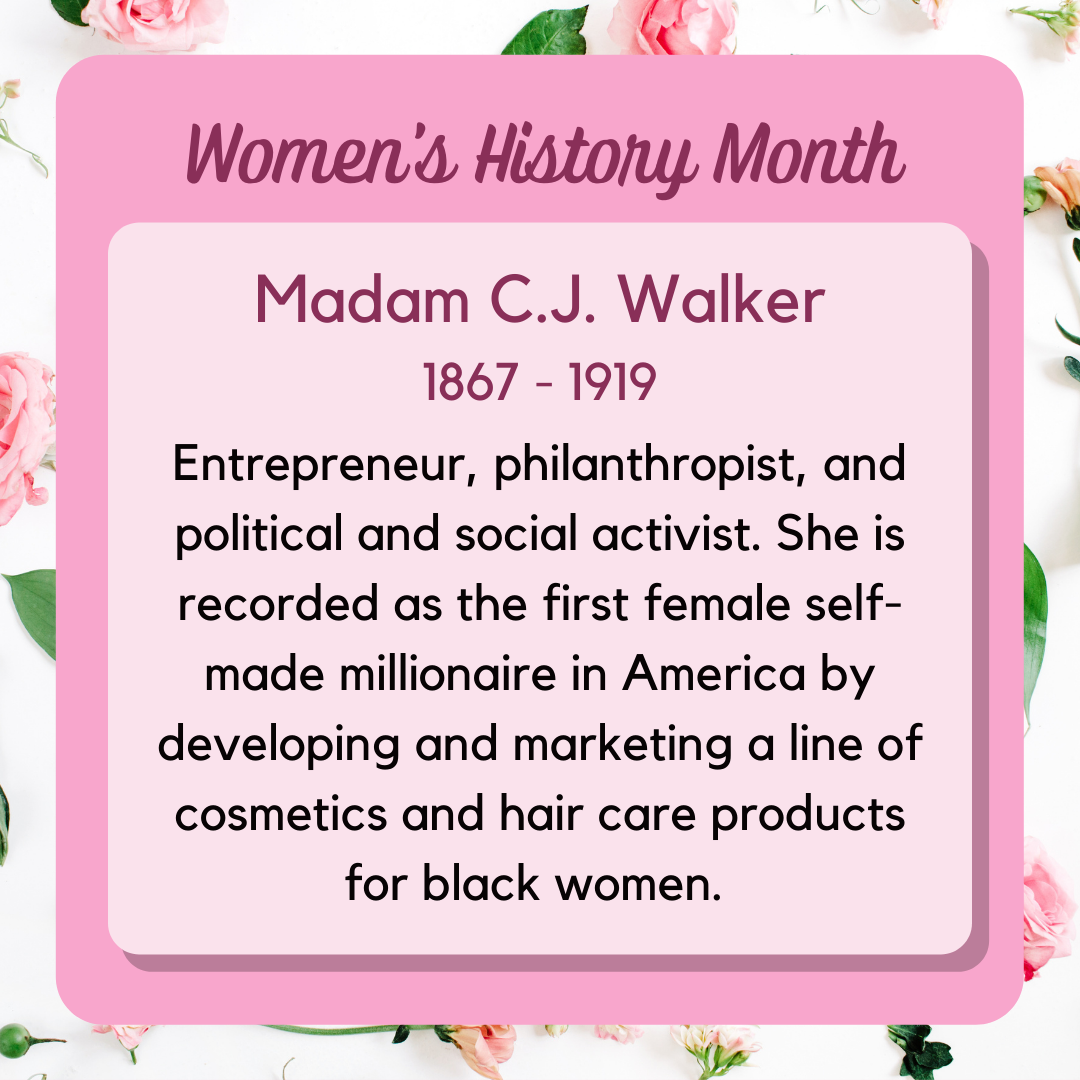 Women's History Month
Madam C.J. Walker
1867 - 1919
Entrepreneur, philanthropist, and
political and social activist. She is
recorded as the first female self-
made millionaire in America by
developing and marketing a line of
cosmetics and hair care products
for black women.